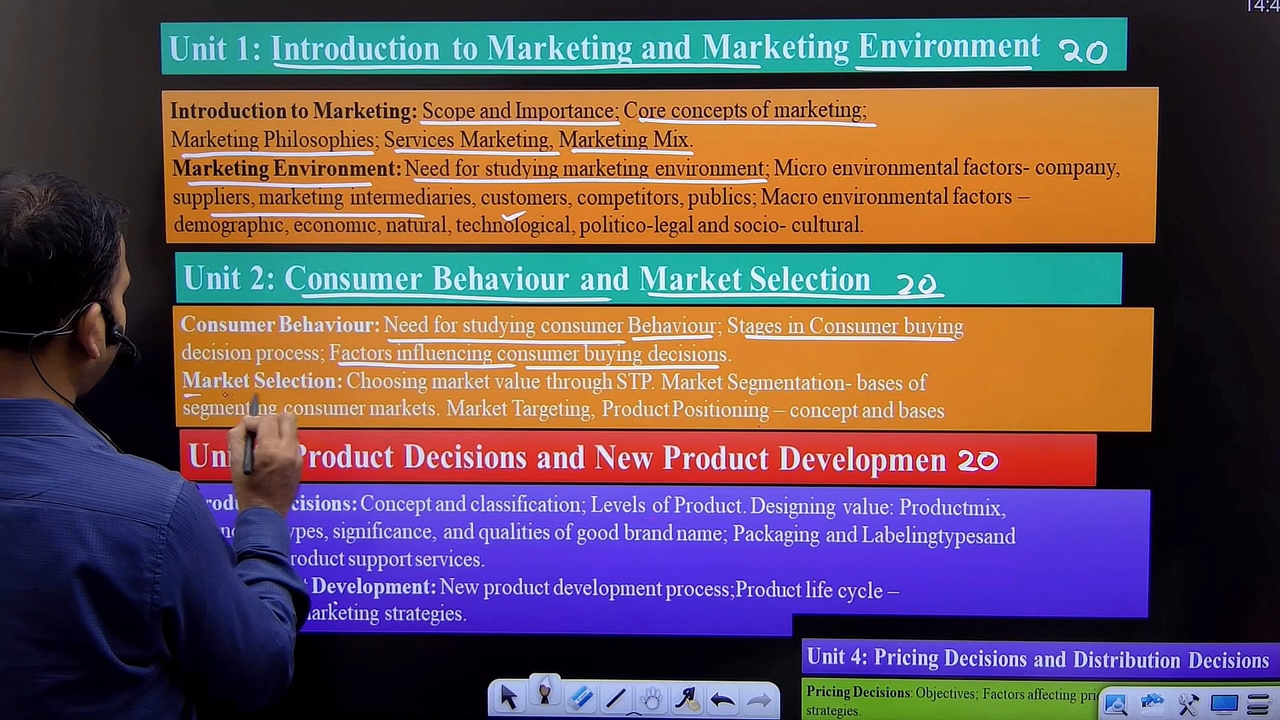 14:4
Unit 1: Introduction to Marketing and Marketing Environment 20
Introduction to Marketing: Scope and Importance; Core concepts of marketing;
Marketing Philosophies; Services Marketing, Marketing Mix.
Marketing Environment: Need for studying marketing environment; Micro environmental factors- company,
suppliers, marketing intermediaries, customers, competitors, publics; Macro environmental factors –
demographic, economic, natural, technological, politico-legal and socio- cultural.
Unit 2: Consumer Behaviour and Market Selection 20
Consumer Behaviour: Need for studying consumer Behaviour; Stages in Consumer buying
decision process; Factors influencing consumer buying decisions.
Market Selection: Choosing market value through STP. Market Segmentation- bases of
segmenting consumer markets. Market Targeting, Product Positioning – concept and bases
Product Decisions and New Product Developmen 20
Concept and classification; Levels of Product. Designing value: Productmix,
significance, and qualities of good brand name; Packaging and Labelingtypesand
support services.
Development: New product development process;Product life cycle –
strategies.
Unit 4: Pricing Decisions and Distribution Decisions
Pricing Decisions: Objectives; Factors affecting
strategies.